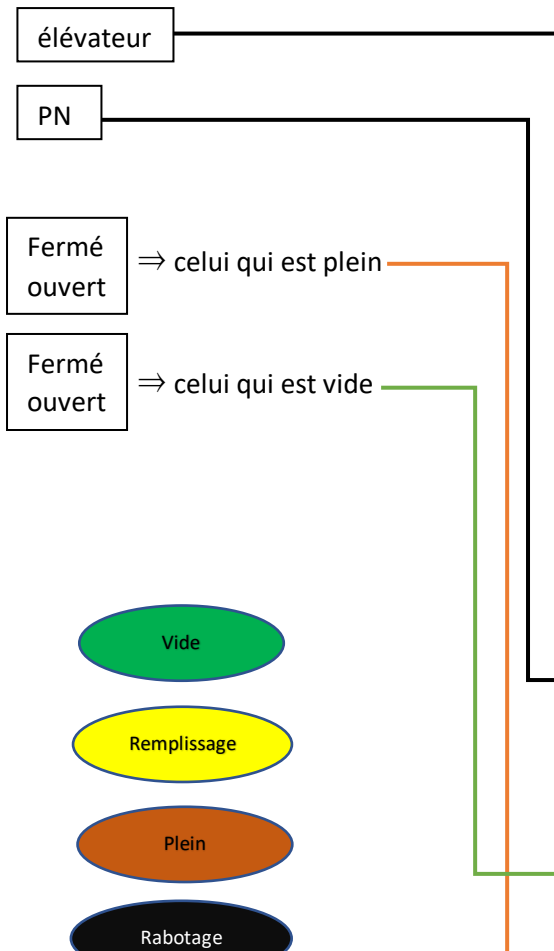 élévateur
PN
Fermé
ouvert
⇒ celui qui est plein
Fermé
ouvert
⇒ celui qui est vide
Vide
Remplissage
Plein
Rabotage